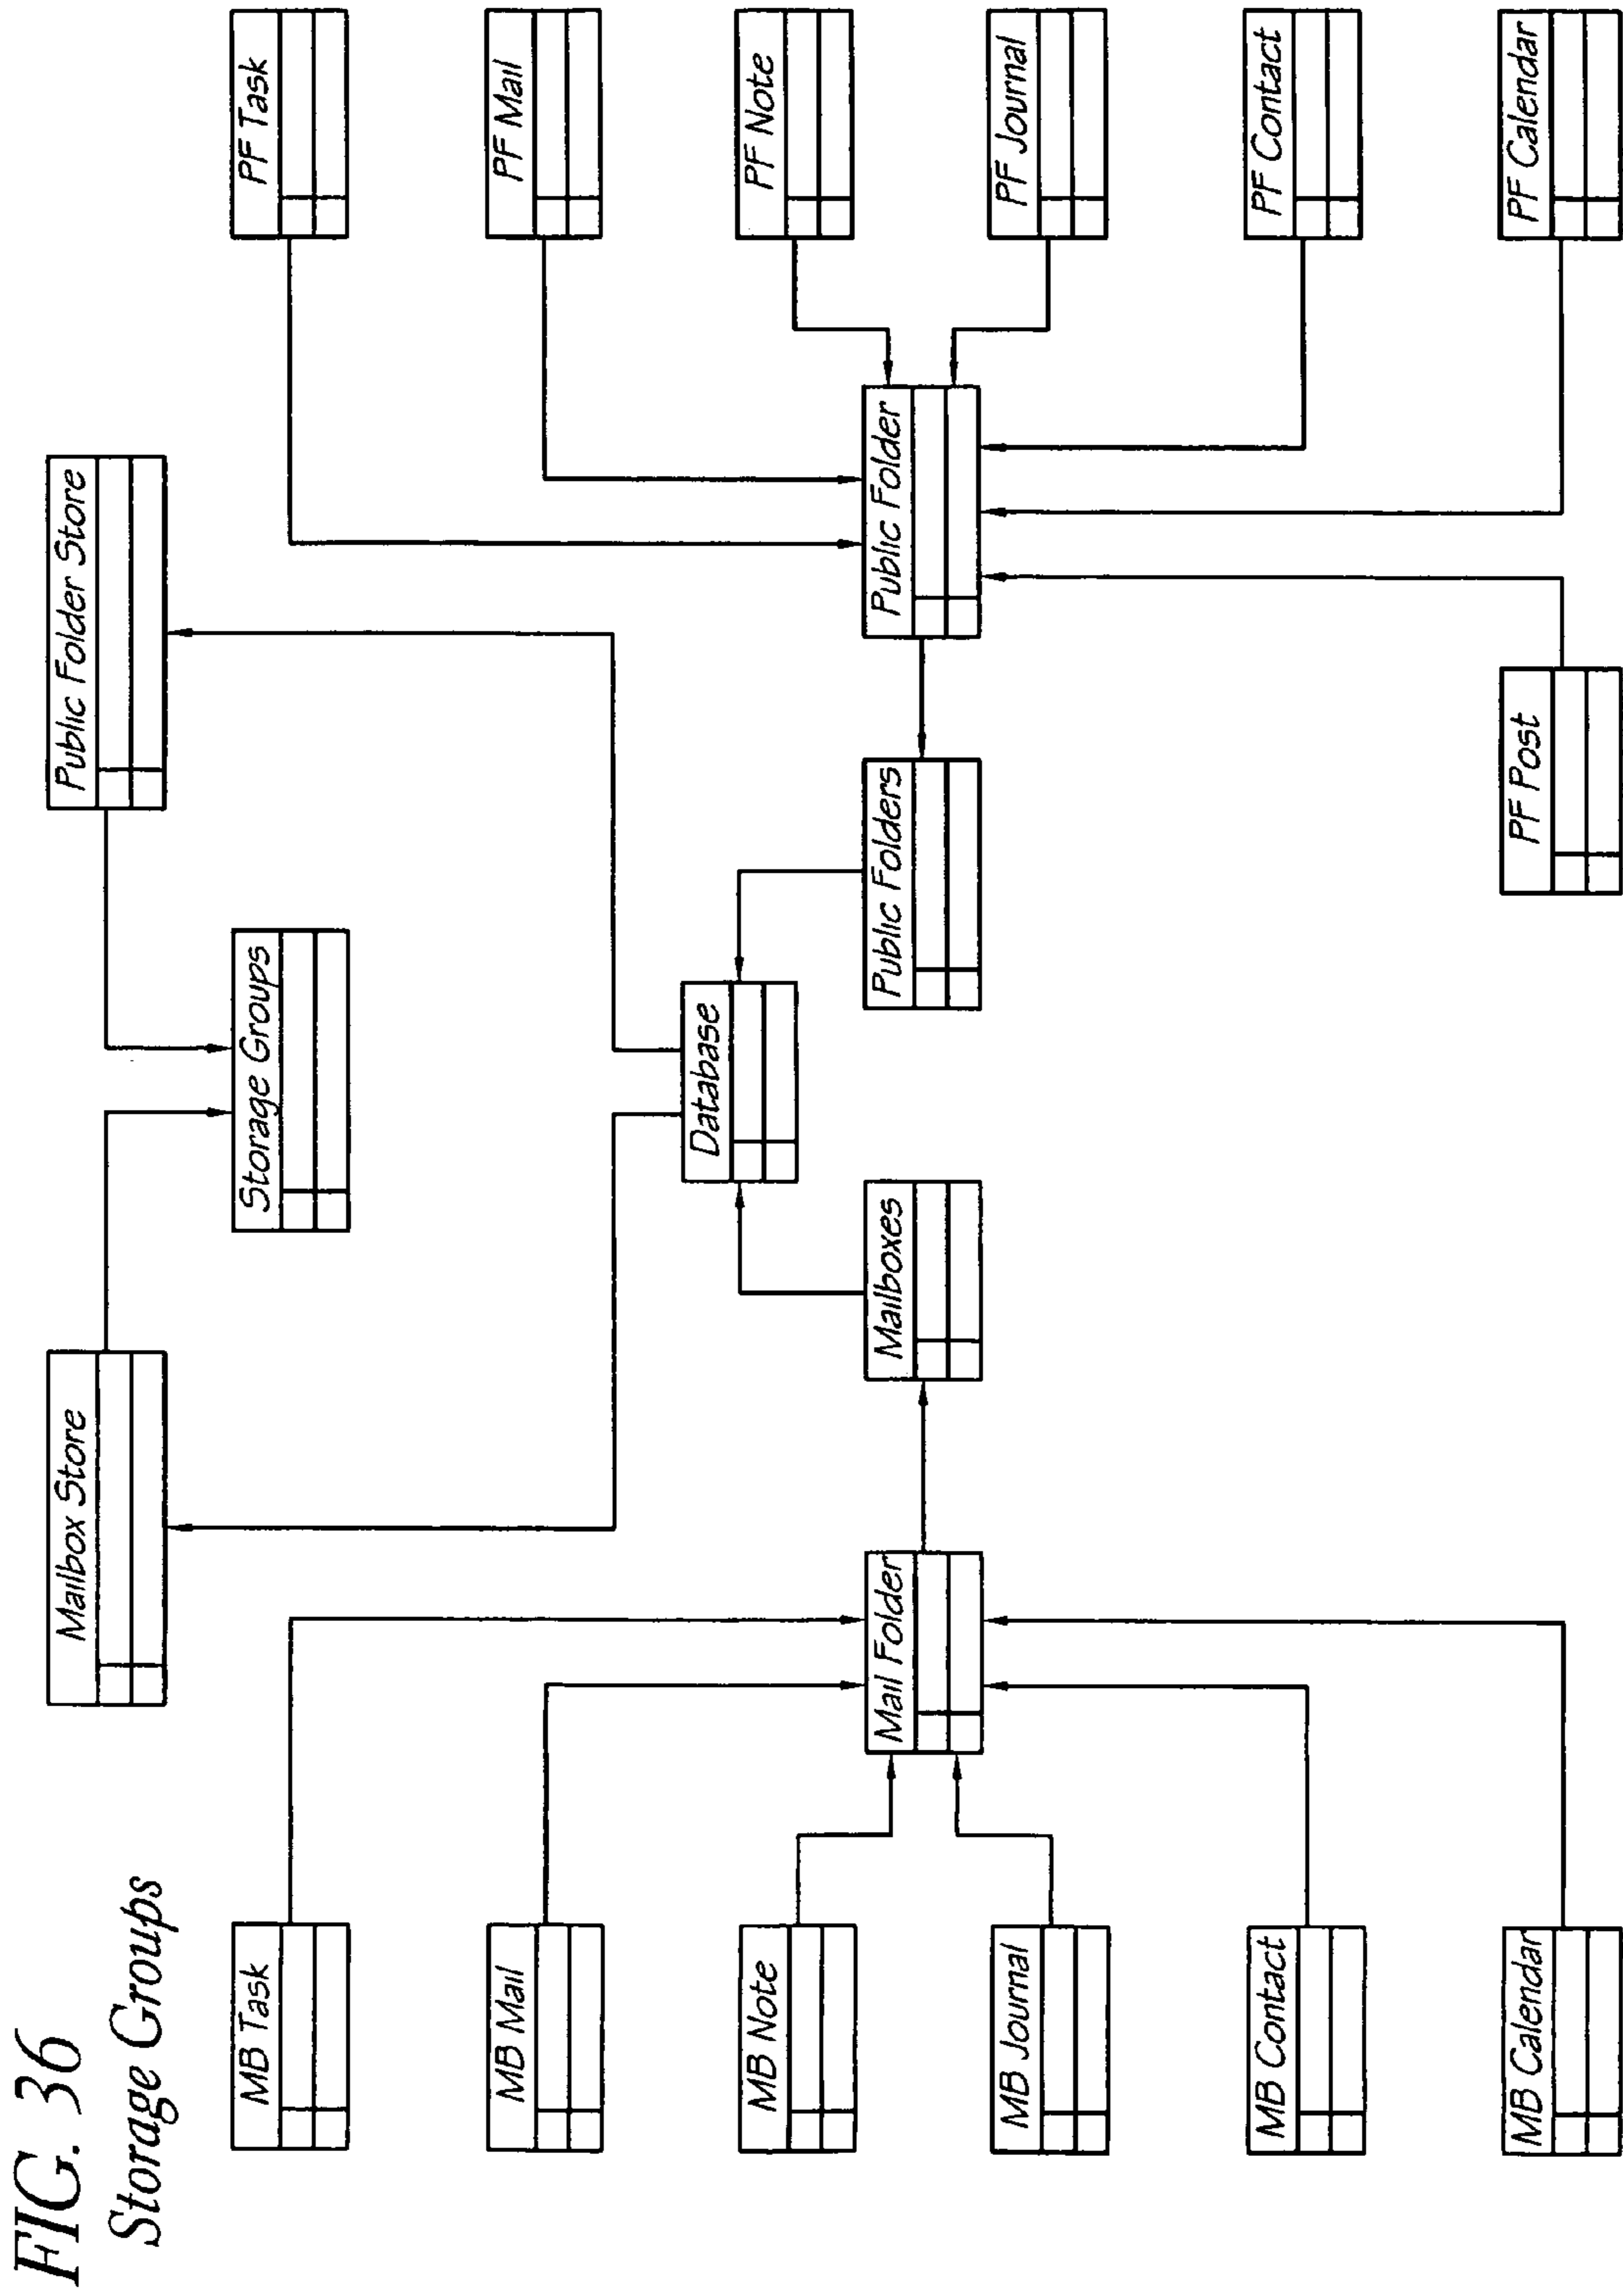 FIG. 36
Storage Groups
Mailbox Store
Public Folder Store
MB Task
Storage Groups
PF Task
MB Mail
PF Mail
MB Note
Database
PF Note
MB Journal
Mail Folder
Mailboxes
Public Folders
Public Folder
PF Journal
MB Contact
PF Contact
MB Calendar
PF Post
PF Calendar